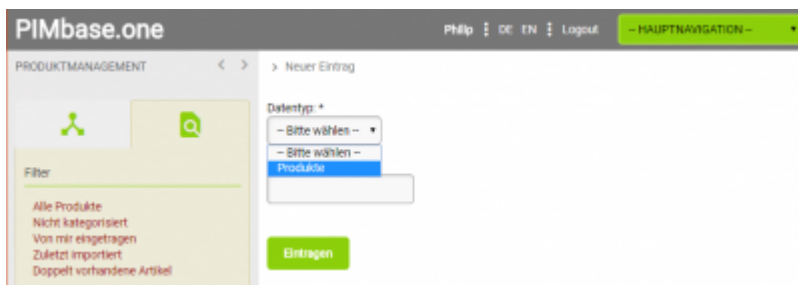 PIMbase.one
Philip ⋮ DE EN ⋮ Logout
-- HAUPTNAVIGATION --
PRODUKTMANAGEMENT < >
> Neuer Eintrag
Datentyp: *
-- Bitte wählen --
-- Bitte wählen --
Produkte
Filter
Alle Produkte
Nicht kategorisiert
Von mir eingetragen
Zuletzt importiert
Doppelt vorhandene Artikel
Eintragen